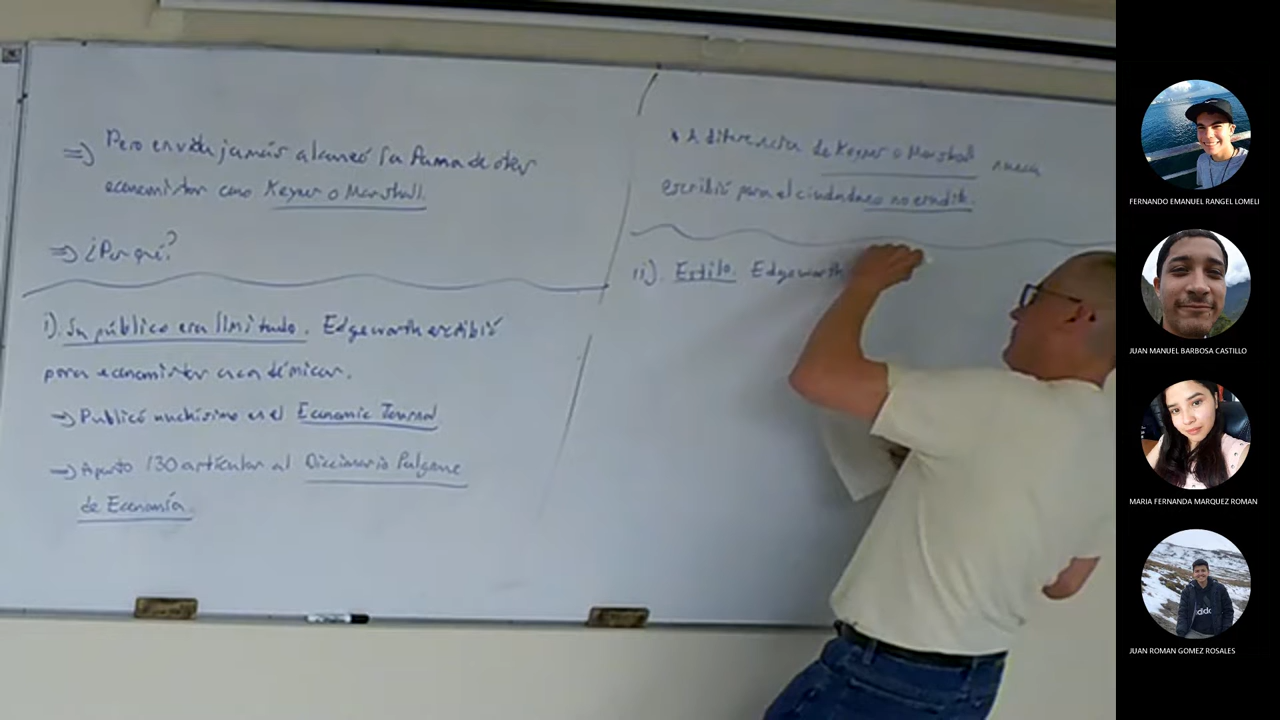 => Pero en vida jamás alcanzó la fama de otros
economistas como Keynes o Marshall.
=> ¿Por qué?
i). Su público era limitado. Edgeworth escribió
para economistas académicos.
→ Publicó muchísimo en el Economic Journal
→ Aportó 130 artículos al Diccionario Palgrave
de Economía.
* A diferencia de Keynes o Marshall nunca
escribió para el ciudadano no erudito.
ii). Estilo. Edgeworth
FERNANDO EMANUEL RANGEL LOMELI
JUAN MANUEL BARBOSA CASTILLO
MARIA FERNANDA MARQUEZ ROMAN
JUAN ROMAN GOMEZ ROSALES